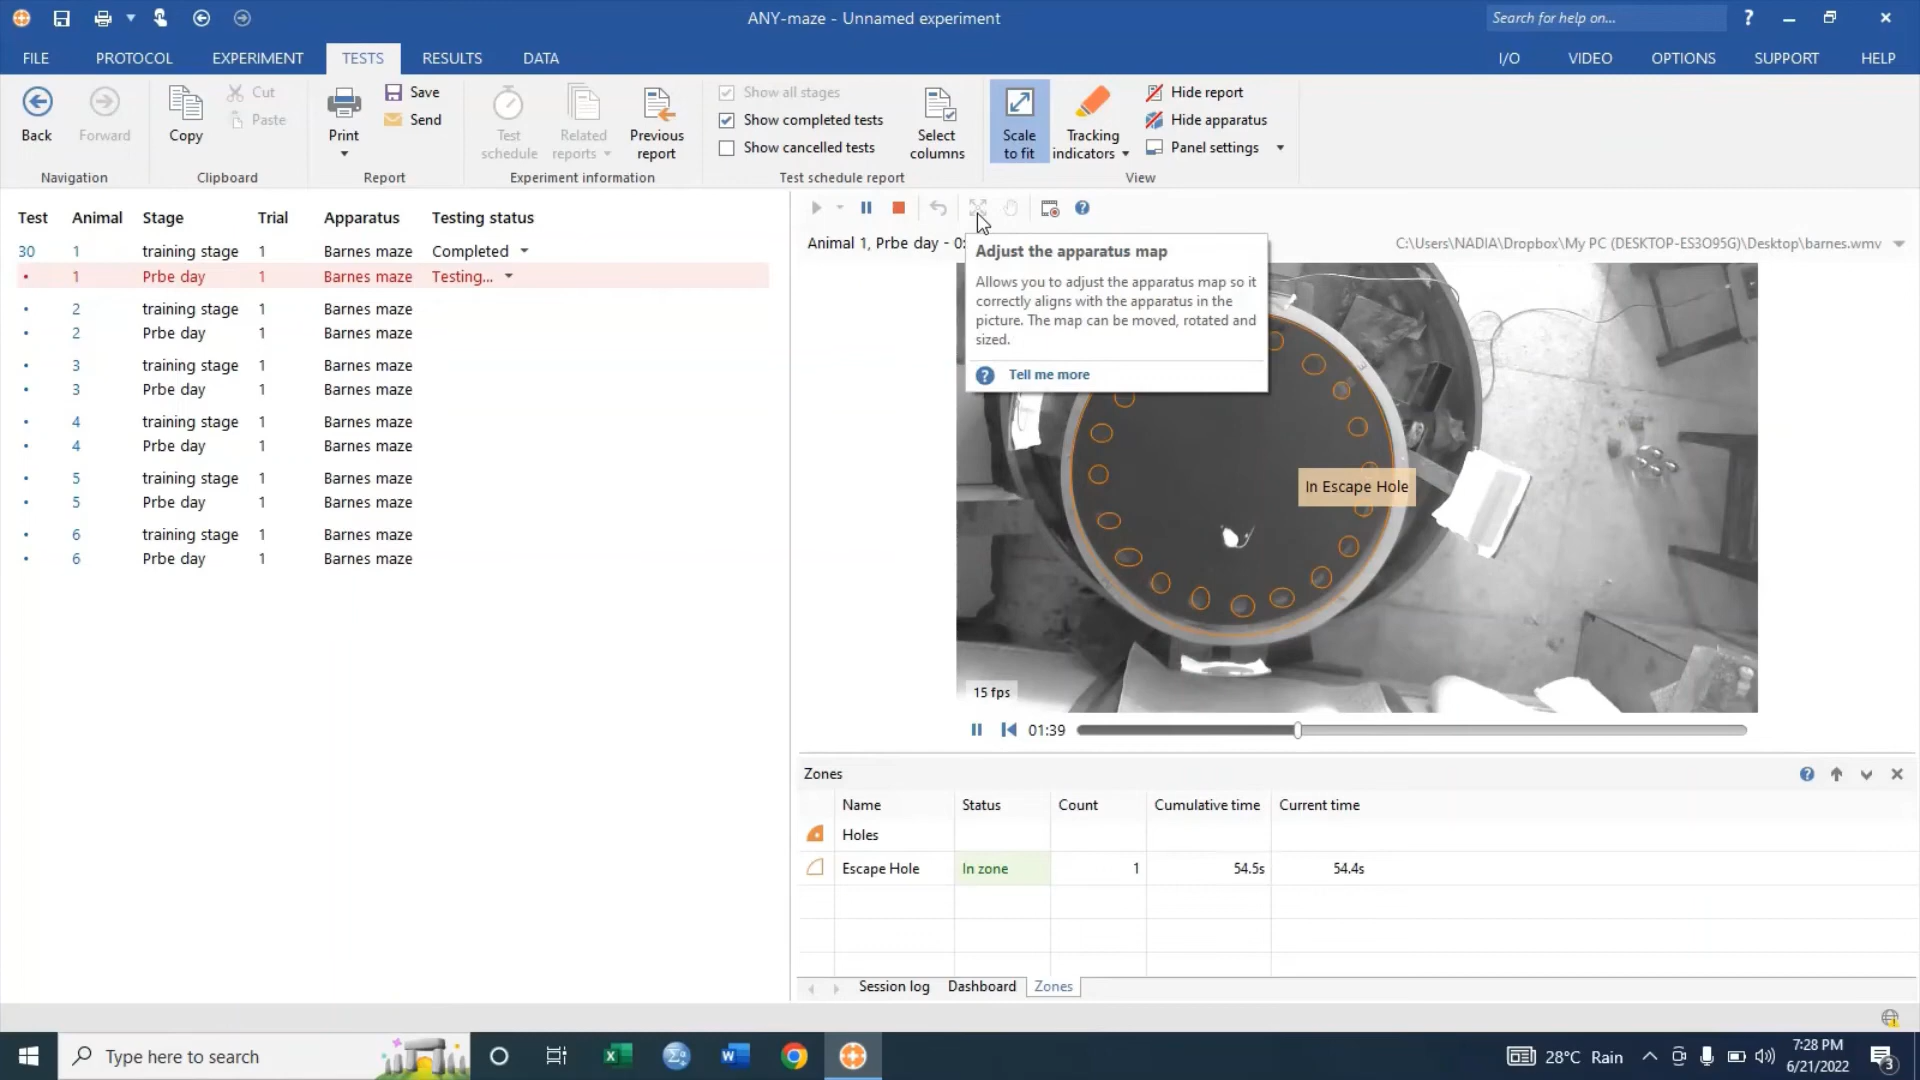 ANY-maze - Unnamed experiment
Search for help on...
?
FILE PROTOCOL EXPERIMENT TESTS RESULTS DATA I/O VIDEO OPTIONS SUPPORT HELP
Back
Forward
Navigation
Copy
Cut
Paste
Clipboard
Print
Save
Send
Report
Test schedule
Related reports
Previous report
Experiment information
Show all stages
Show completed tests
Show cancelled tests
Select columns
Test schedule report
Scale to fit
Tracking indicators
Hide report
Hide apparatus
Panel settings
View
Test Animal Stage Trial Apparatus Testing status
30 1 training stage 1 Barnes maze Completed
• 1 Prbe day 1 Barnes maze Testing...
• 2 training stage 1 Barnes maze
• 2 Prbe day 1 Barnes maze
• 3 training stage 1 Barnes maze
• 3 Prbe day 1 Barnes maze
• 4 training stage 1 Barnes maze
• 4 Prbe day 1 Barnes maze
• 5 training stage 1 Barnes maze
• 5 Prbe day 1 Barnes maze
• 6 training stage 1 Barnes maze
• 6 Prbe day 1 Barnes maze
Animal 1, Prbe day - 0:
C:\Users\NADIA\Dropbox\My PC (DESKTOP-ES3O95G)\Desktop\barnes.wmv
Adjust the apparatus map
Allows you to adjust the apparatus map so it
correctly aligns with the apparatus in the
picture. The map can be moved, rotated and
sized.
? Tell me more
In Escape Hole
15 fps
01:39
Zones
Name Status Count Cumulative time Current time
Holes
Escape Hole In zone 1 54.5s 54.4s
Session log Dashboard Zones
Type here to search
28°C Rain
7:28 PM
6/21/2022
3